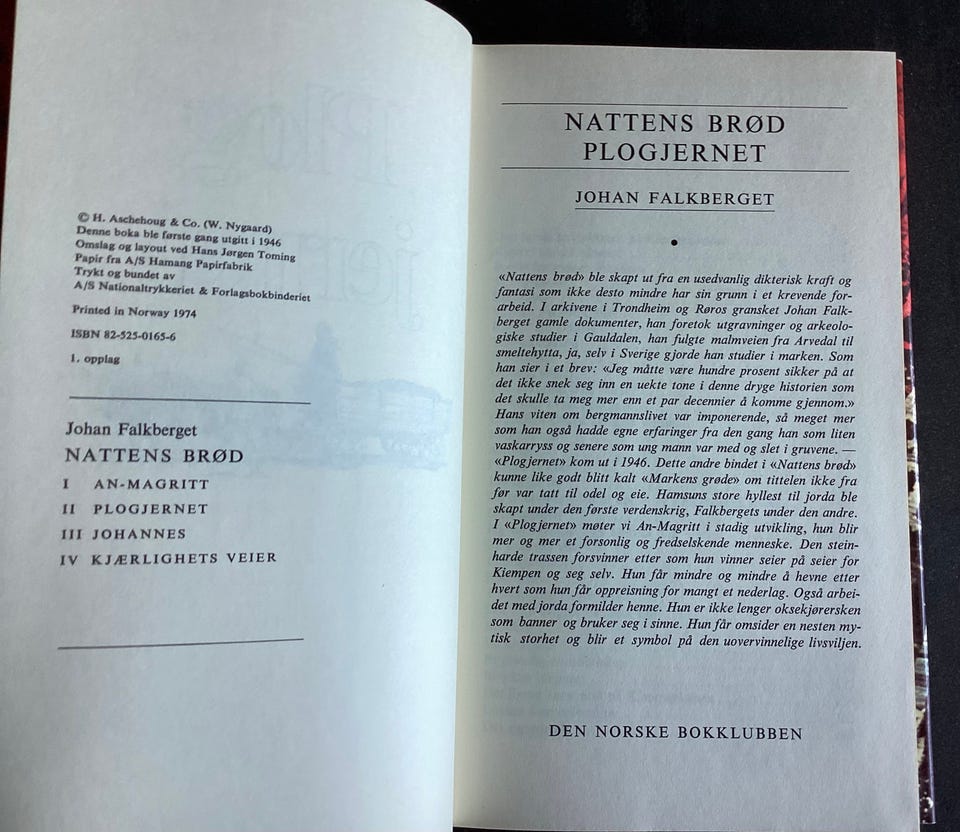 © H. Aschehoug & Co. (W. Nygaard)
Denne boka ble første gang utgitt i 1946
Omslag og layout ved Hans Jørgen Toming
Papir fra A/S Hamang Papirfabrik
Trykt og bundet av
A/S Nationaltrykkeriet & Forlagsbokbinderiet
Printed in Norway 1974
ISBN 82-525-0165-6
1. opplag
Johan Falkberget
NATTENS BRØD
I AN-MAGRITT
II PLOGJERNET
III JOHANNES
IV KJÆRLIGHETS VEIER
NATTENS BRØD
PLOGJERNET
JOHAN FALKBERGET
•
«Nattens brød» ble skapt ut fra en usedvanlig dikterisk kraft og
fantasi som ikke desto mindre har sin grunn i et krevende for-
arbeid. I arkivene i Trondheim og Røros gransket Johan Falk-
berget gamle dokumenter, han foretok utgravninger og arkeolo-
giske studier i Gauldalen, han fulgte malmveien fra Arvedal til
smeltehytta, ja, selv i Sverige gjorde han studier i marken. Som
han sier i et brev: «Jeg måtte være hundre prosent sikker på at
det ikke snek seg inn en uekte tone i denne dryge historien som
det skulle ta meg mer enn et par decennier å komme gjennom.»
Hans viten om bergmannslivet var imponerende, så meget mer
som han også hadde egne erfaringer fra den gang han som liten
vaskarryss og senere som ung mann var med og slet i gruvene. —
«Plogjernet» kom ut i 1946. Dette andre bindet i «Nattens brød»
kunne like godt blitt kalt «Markens grøde» om tittelen ikke fra
før var tatt til odel og eie. Hamsuns store hyllest til jorda ble
skapt under den første verdenskrig, Falkbergets under den andre.
I «Plogjernet» møter vi An-Magritt i stadig utvikling, hun blir
mer og mer et forsonlig og fredselskende menneske. Den stein-
harde trassen forsvinner etter som hun vinner seier på seier for
Kiempen og seg selv. Hun får mindre og mindre å hevne etter
hvert som hun får oppreisning for mangt et nederlag. Også arbei-
det med jorda formilder henne. Hun er ikke lenger oksekjørersken
som banner og bruker seg i sinne. Hun får omsider en nesten my-
tisk storhet og blir et symbol på den uovervinnelige livsviljen.
DEN NORSKE BOKKLUBBEN